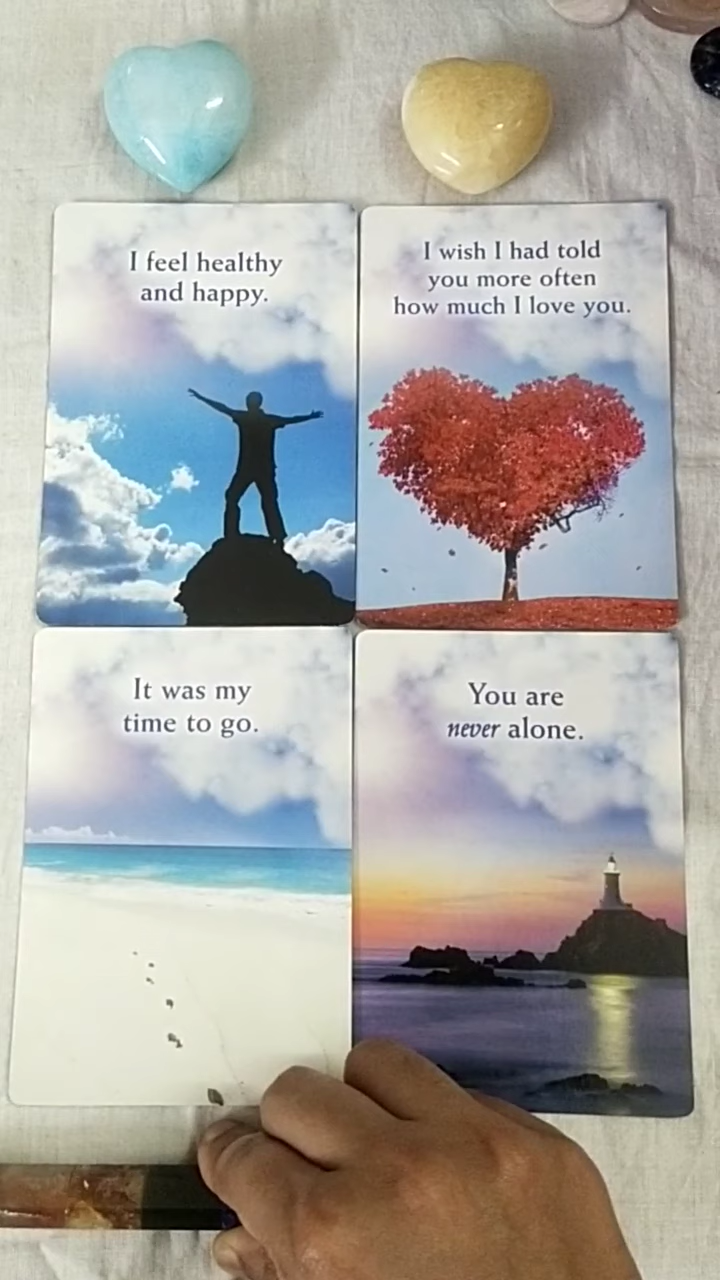 I feel healthy
and happy.
I wish I had told
you more often
how much I love you.
It was my
time to go.
You are
never alone.